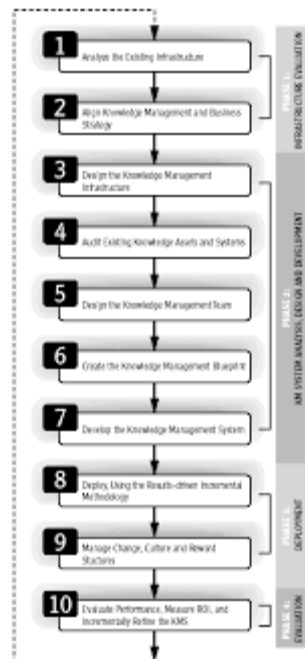 1
Analyze the Existing Infrastructure
2
Align Knowledge Management and Business
Strategy
3
Design the Knowledge Management
Infrastructure
4
Audit Existing Knowledge Assets and Systems
5
Design the Knowledge Management Team
6
Create the Knowledge Management Blueprint
7
Develop the Knowledge Management System
8
Deploy, Using the Results-driven Incremental
Methodology
9
Manage Change, Culture and Reward
Stuctures
10
Evaluate Performance, Measure ROI, and
Incrementally Refine the KMS
PHASE 1:
INFRASTRUCTURE EVALUATION
PHASE 2:
KM SYSTEM ANALYSIS, DESIGN AND DEVELOPMENT
PHASE 3:
DEPLOYMENT
PHASE 4:
EVALUATION